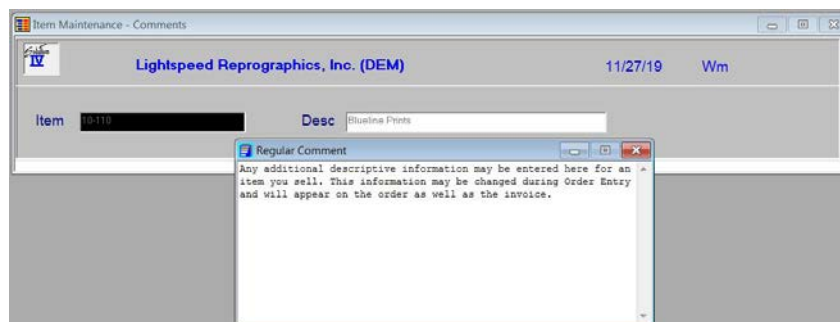 Item Maintenance - Comments
Solution
IV
Lightspeed Reprographics, Inc. (DEM) 11/27/19 Wm
Item 10-110 Desc Blueline Prints
Regular Comment
Any additional descriptive information may be entered here for an
item you sell. This information may be changed during Order Entry
and will appear on the order as well as the invoice.